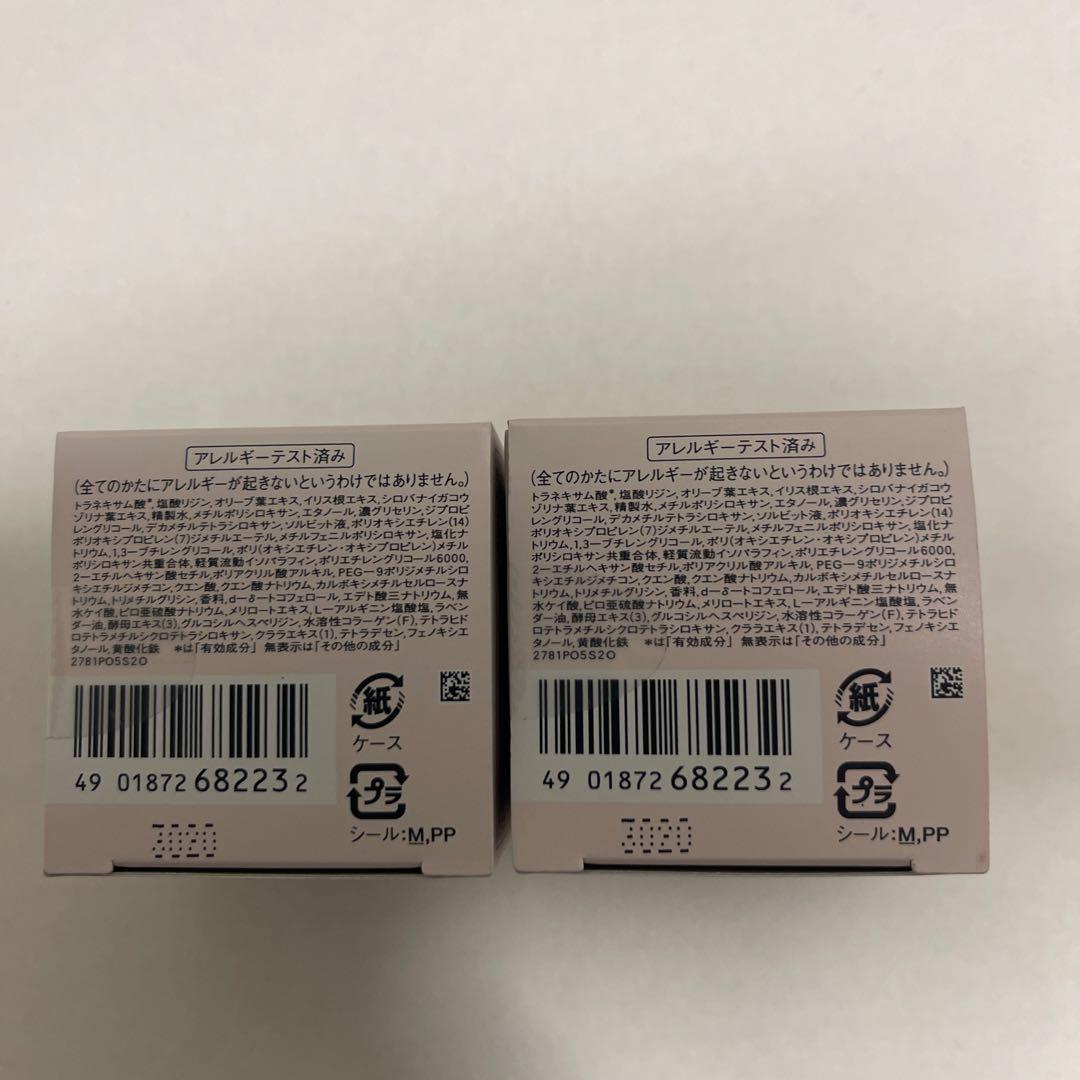 アレルギーテスト済み
(全てのかたにアレルギーが起きないというわけではありません。)
トラネキサム酸*,塩酸リジン,オリーブ葉エキス,イリス根エキス,シロバナイガコウ
ゾリナ葉エキス,精製水,メチルポリシロキサン,エタノール,濃グリセリン,ジプロピ
レングリコール,デカメチルテトラシロキサン,ソルビット液,ポリオキシエチレン(14)
ポリオキシプロピレン(7)ジメチルエーテル,メチルフェニルポリシロキサン,塩化ナ
トリウム,1,3ーブチレングリコール,ポリ(オキシエチレン・オキシプロピレン)メチル
ポリシロキサン共重合体,軽質流動イソパラフィン,ポリエチレングリコール6000,
2ーエチルヘキサン酸セチル,ポリアクリル酸アルキル,PEGー9ポリジメチルシロ
キシエチルジメチコン,クエン酸,クエン酸ナトリウム,カルボキシメチルセルロースナ
トリウム,トリメチルグリシン,香料,dーδートコフェロール,エデト酸三ナトリウム,無
水ケイ酸,ピロ亜硫酸ナトリウム,メリロートエキス,Lーアルギニン塩酸塩,ラベン
ダー油,酵母エキス(3),グルコシルヘスペリジン,水溶性コラーゲン(F),テトラヒド
ロテトラメチルシクロテトラシロキサン,クララエキス(1),テトラデセン,フェノキシエ
タノール,黄酸化鉄 *は「有効成分」無表示は「その他の成分」
2781PO5S2O
紙
ケース
49 01872 68223 2
プラ
シール:M,PP
3020
アレルギーテスト済み
(全てのかたにアレルギーが起きないというわけではありません。)
トラネキサム酸*,塩酸リジン,オリーブ葉エキス,イリス根エキス,シロバナイガコウ
ゾリナ葉エキス,精製水,メチルポリシロキサン,エタノール,濃グリセリン,ジプロピ
レングリコール,デカメチルテトラシロキサン,ソルビット液,ポリオキシエチレン(14)
ポリオキシプロピレン(7)ジメチルエーテル,メチルフェニルポリシロキサン,塩化ナ
トリウム,1,3ーブチレングリコール,ポリ(オキシエチレン・オキシプロピレン)メチル
ポリシロキサン共重合体,軽質流動イソパラフィン,ポリエチレングリコール6000,
2ーエチルヘキサン酸セチル,ポリアクリル酸アルキル,PEGー9ポリジメチルシロ
キシエチルジメチコン,クエン酸,クエン酸ナトリウム,カルボキシメチルセルロースナ
トリウム,トリメチルグリシン,香料,dーδートコフェロール,エデト酸三ナトリウム,無
水ケイ酸,ピロ亜硫酸ナトリウム,メリロートエキス,Lーアルギニン塩酸塩,ラベン
ダー油,酵母エキス(3),グルコシルヘスペリジン,水溶性コラーゲン(F),テトラヒド
ロテトラメチルシクロテトラシロキサン,クララエキス(1),テトラデセン,フェノキシエ
タノール,黄酸化鉄 *は「有効成分」無表示は「その他の成分」
2781PO5S2O
紙
ケース
49 01872 68223 2
プラ
シール:M,PP
3020